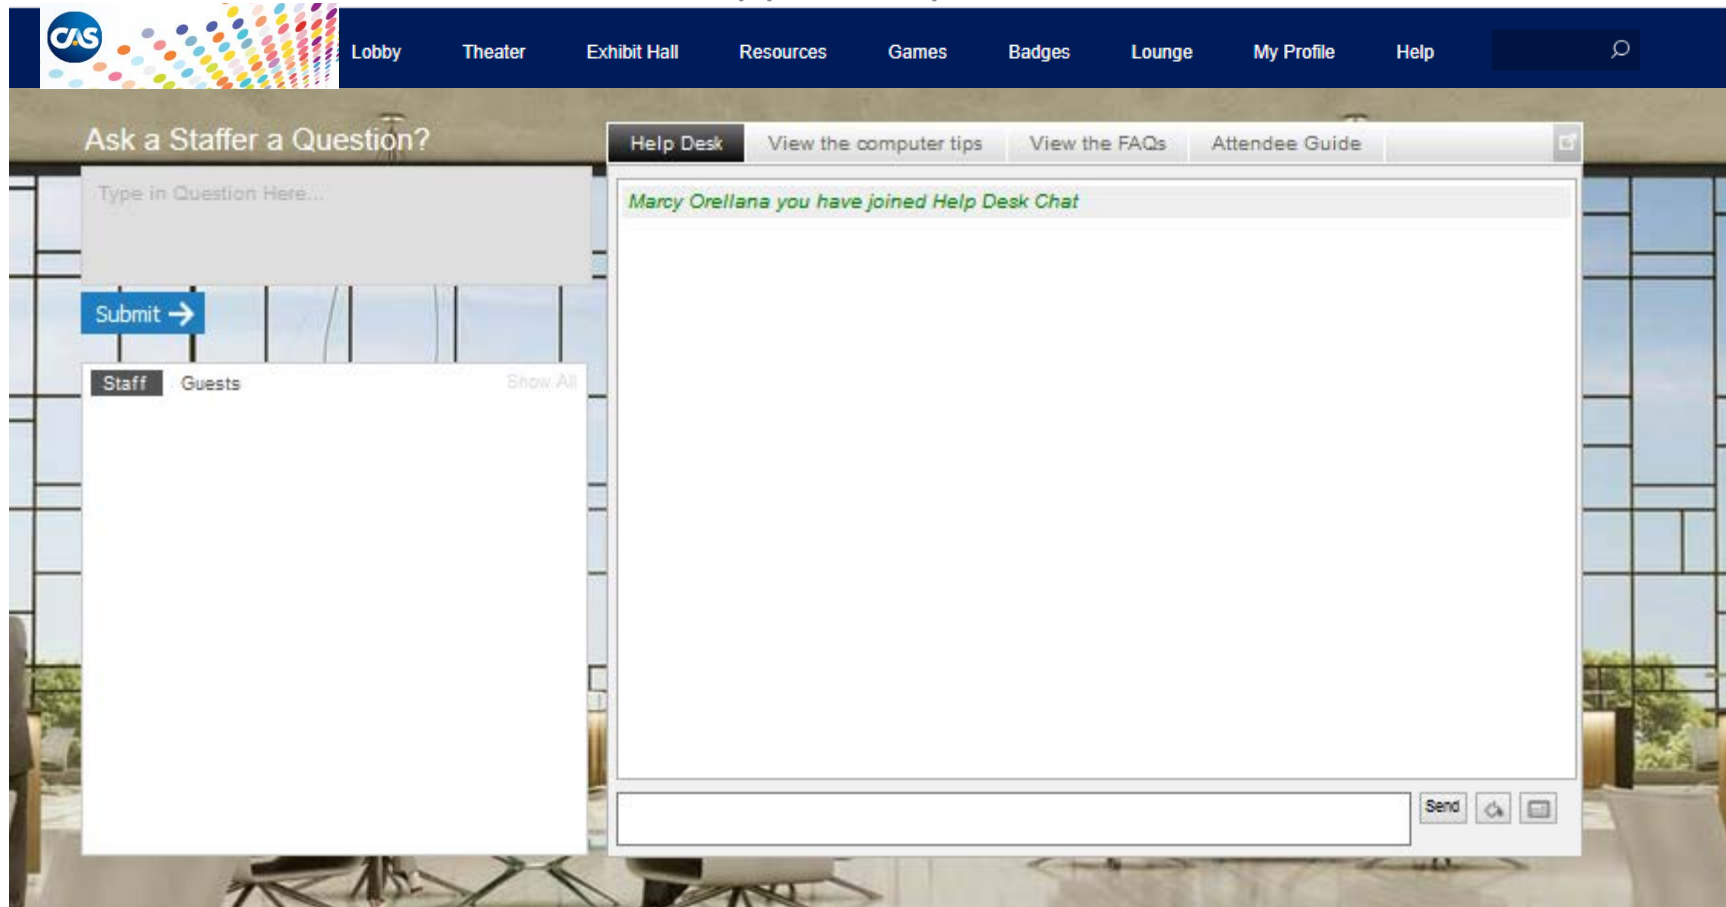 CAS
Lobby Theater Exhibit Hall Resources Games Badges Lounge My Profile Help
Ask a Staffer a Question?
Type in Question Here...
Submit
Staff Guests Show All
Help Desk View the computer tips View the FAQs Attendee Guide
Marcy Orellana you have joined Help Desk Chat
Send